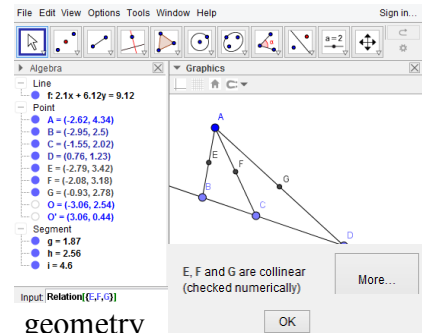 File Edit View Options Tools Window Help Sign in...
a=2
Algebra
Graphics
Line
f: 2.1x + 6.12y = 9.12
Point
A = (-2.62, 4.34)
B = (-2.95, 2.5)
C = (-1.55, 2.02)
D = (0.76, 1.23)
E = (-2.79, 3.42)
F = (-2.08, 3.18)
G = (-0.93, 2.78)
O = (-3.06, 2.54)
O' = (3.06, 0.44)
Segment
g = 1.87
h = 2.56
i = 4.6
A
E
F
G
B
C
D
E, F and G are collinear
(checked numerically)
More...
OK
Input: Relation[{E,F,G}]
geometry